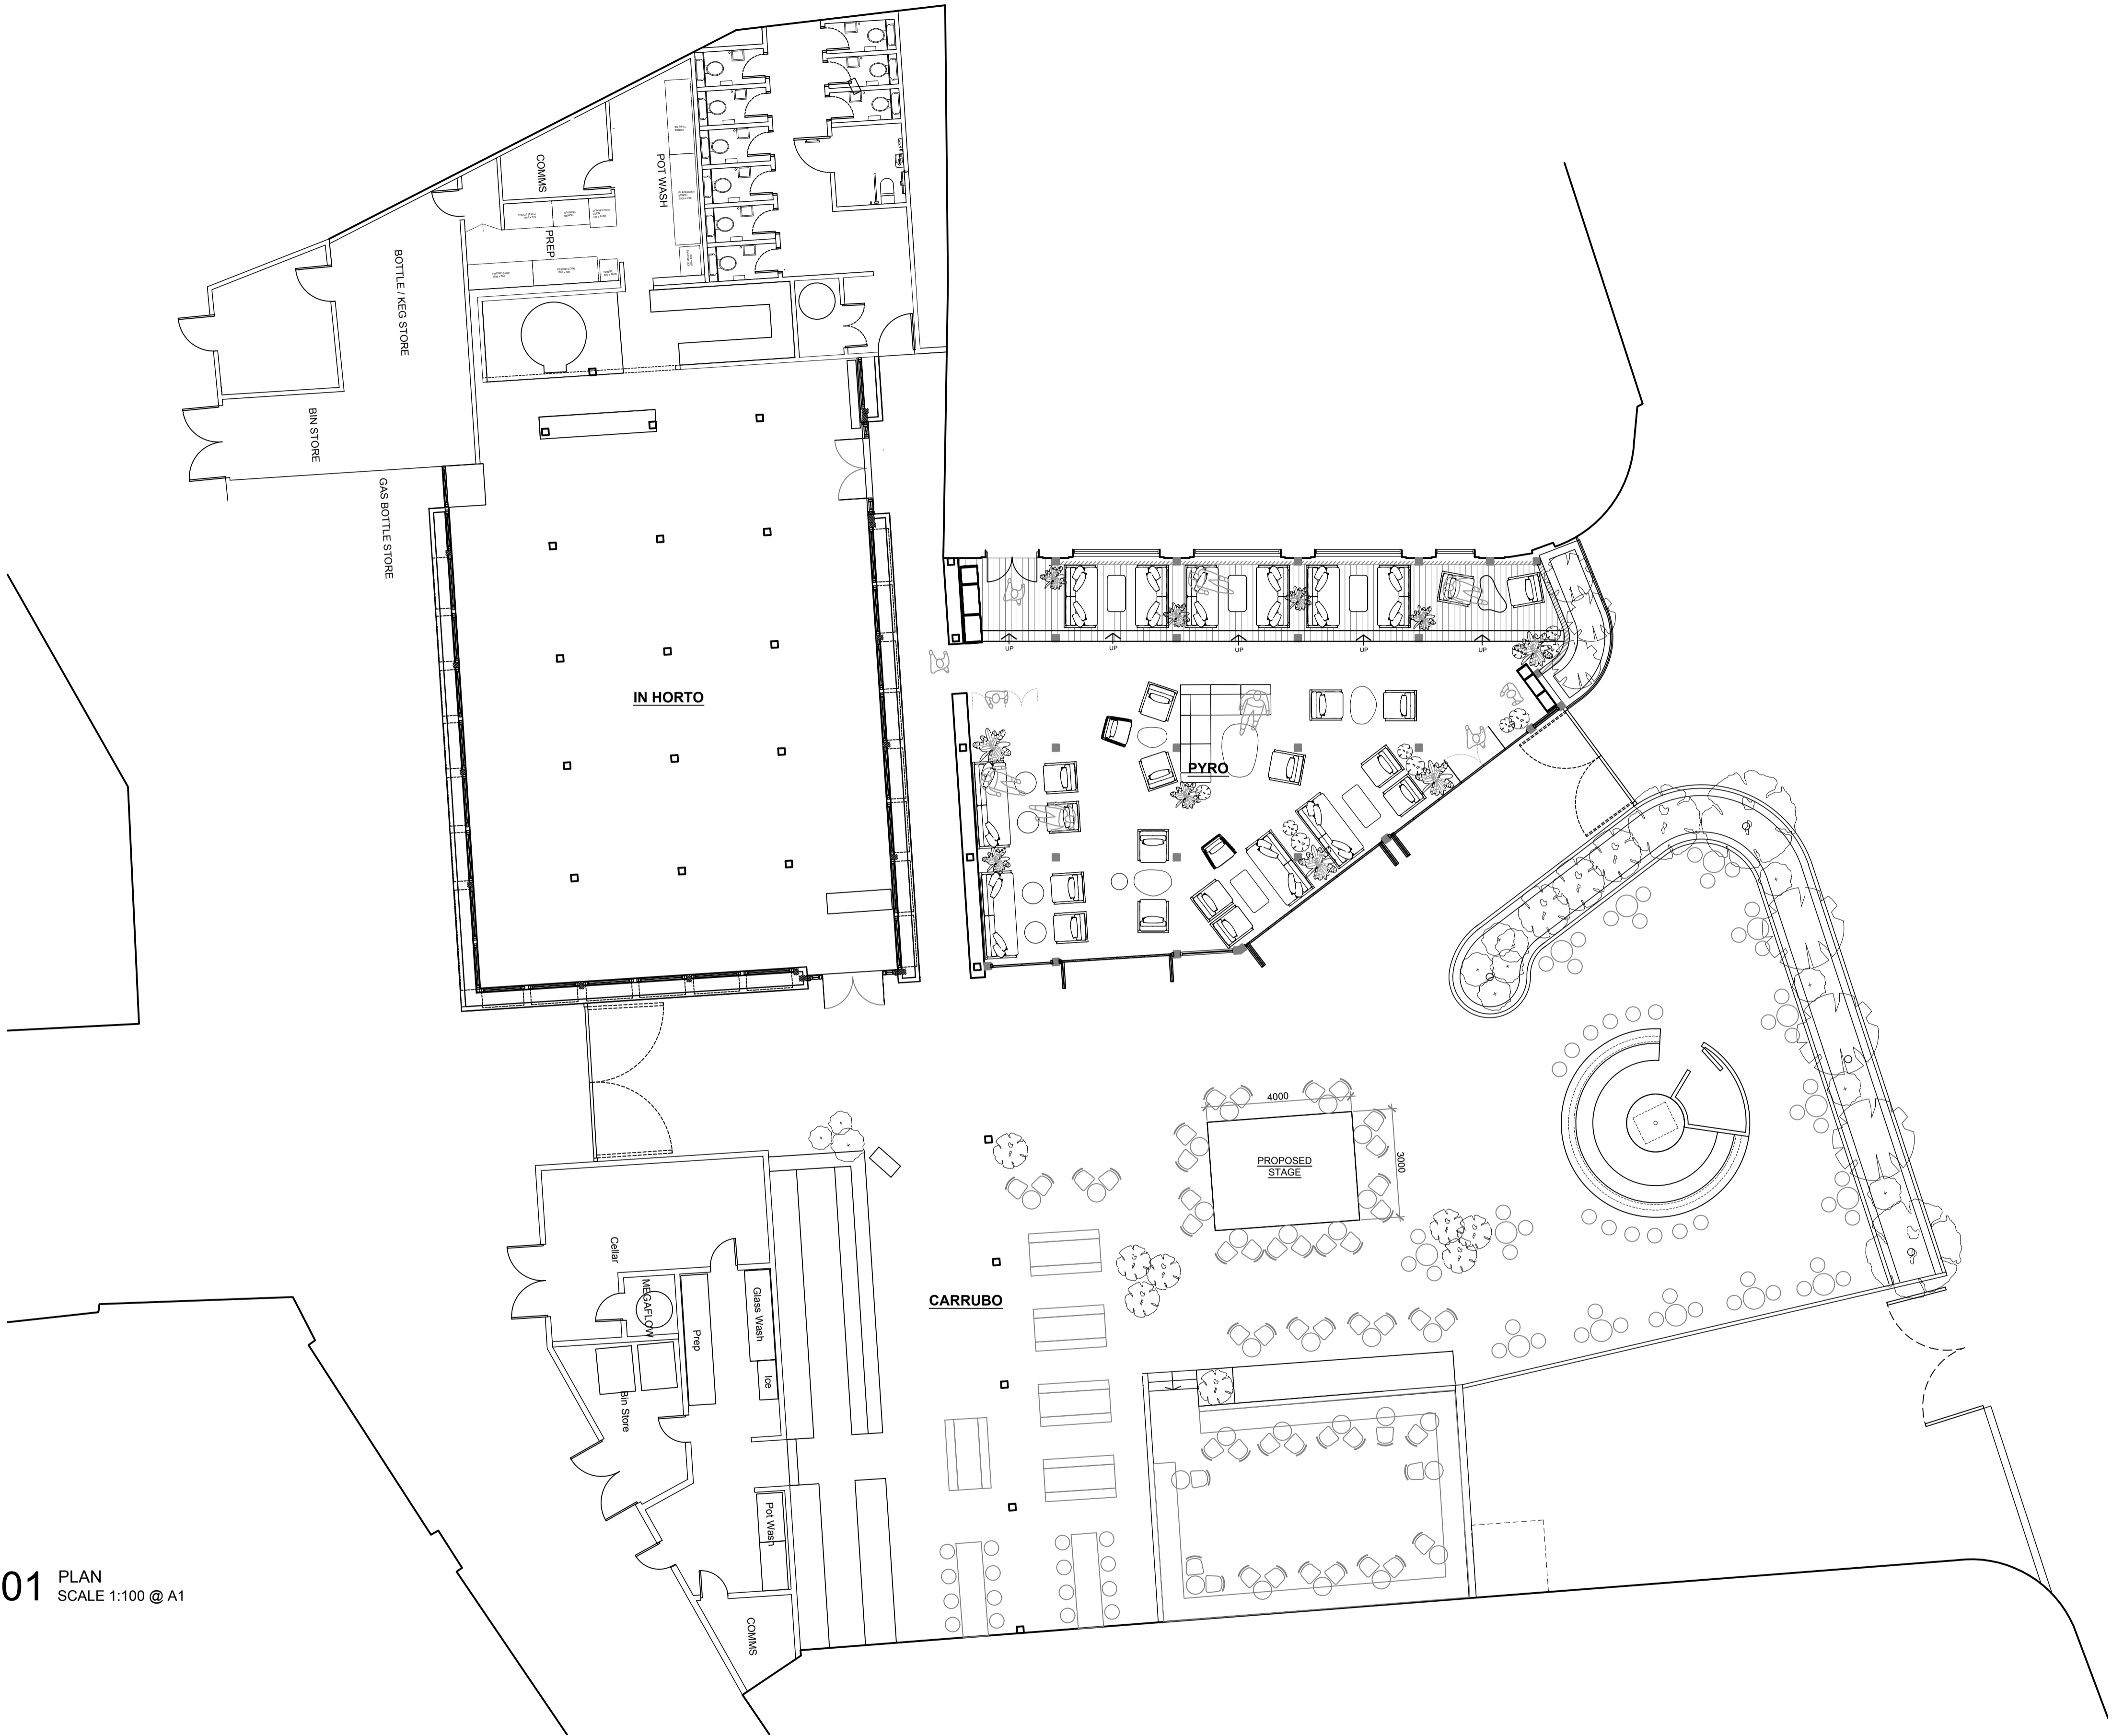 COMMS
POT WASH
PREP
BOTTLE / KEG STORE
BIN STORE
GAS BOTTLE STORE
IN HORTO
UP
UP
UP
UP
UP
PYRO
4000
3000
PROPOSED
STAGE
CARRUBO
Cellar
MEGAFLOW
Prep
Glass Wash
Ice
Bin Store
Pot Wash
COMMS
01
PLAN
SCALE 1:100 @ A1